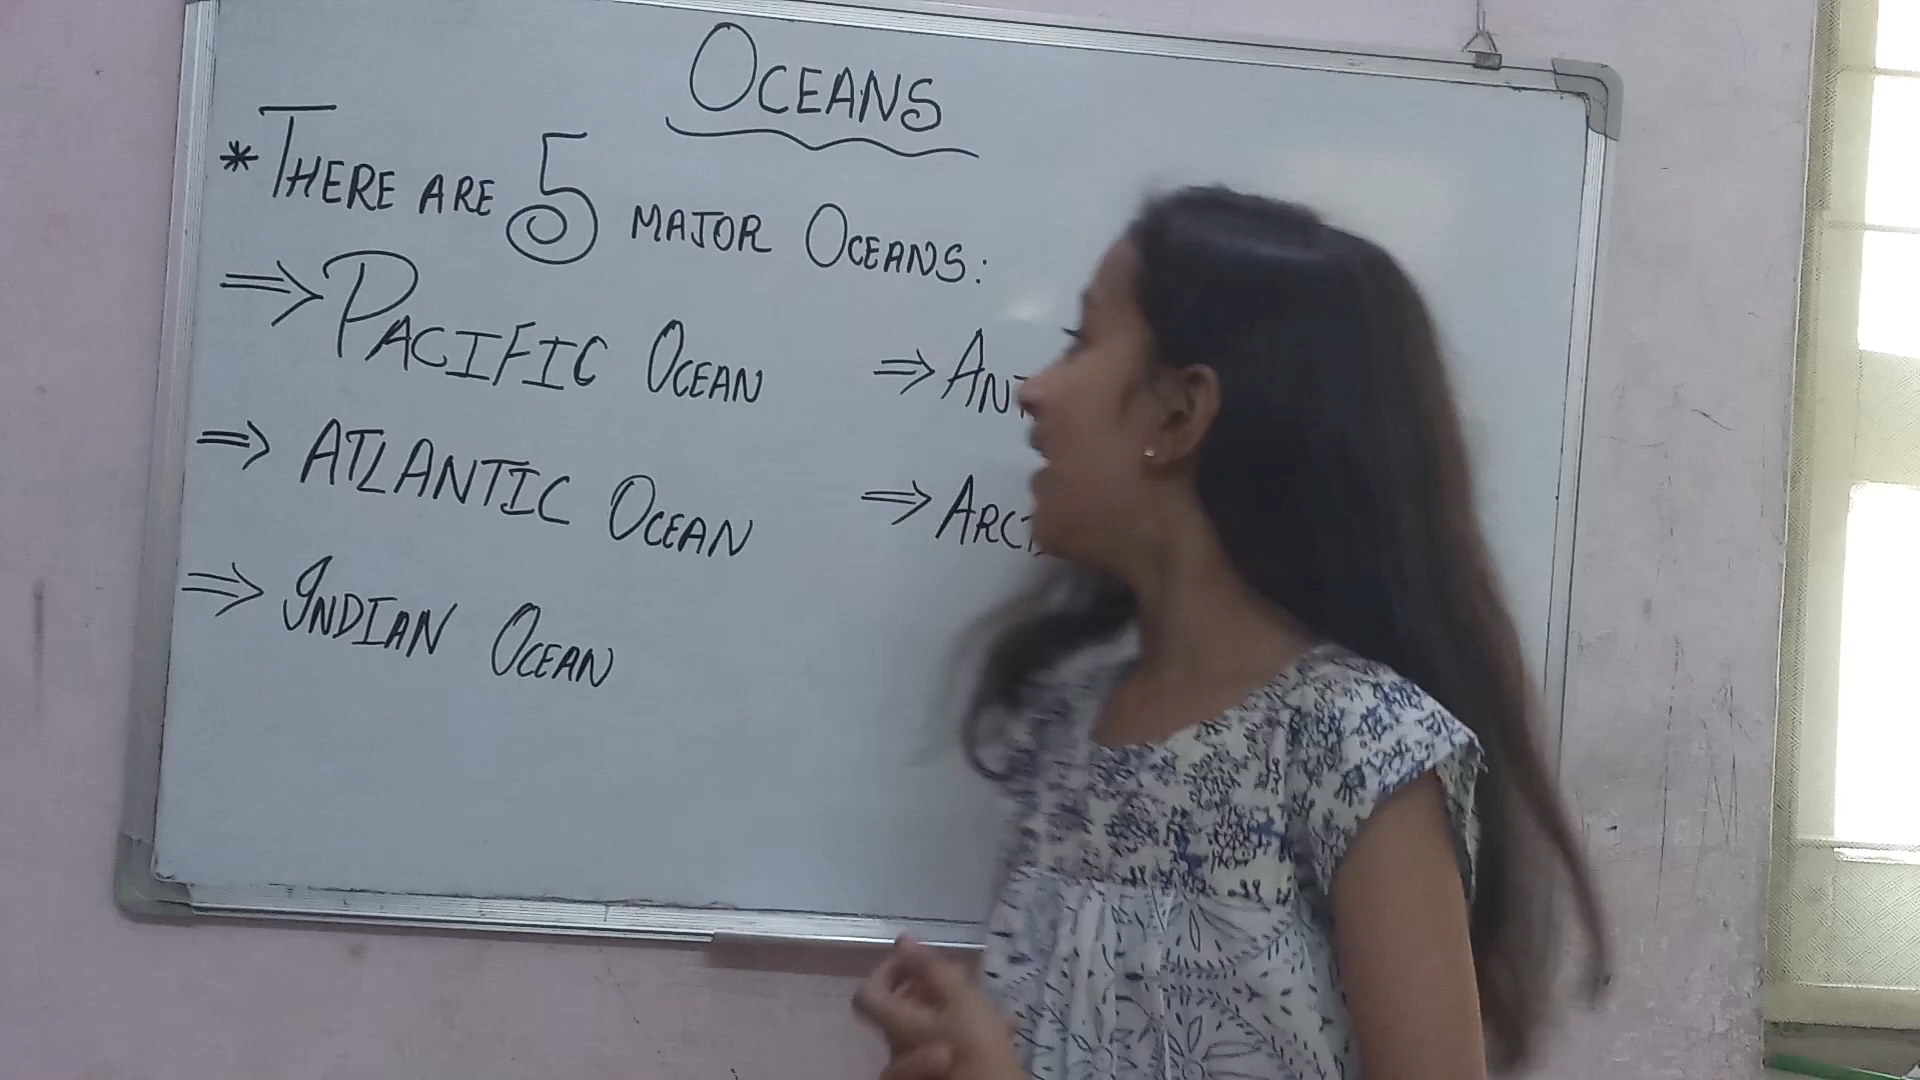 OCEANS
* THERE ARE 5 MAJOR OCEANS:
⇒ PACIFIC OCEAN
⇒ ATLANTIC OCEAN
⇒ INDIAN OCEAN
⇒
⇒